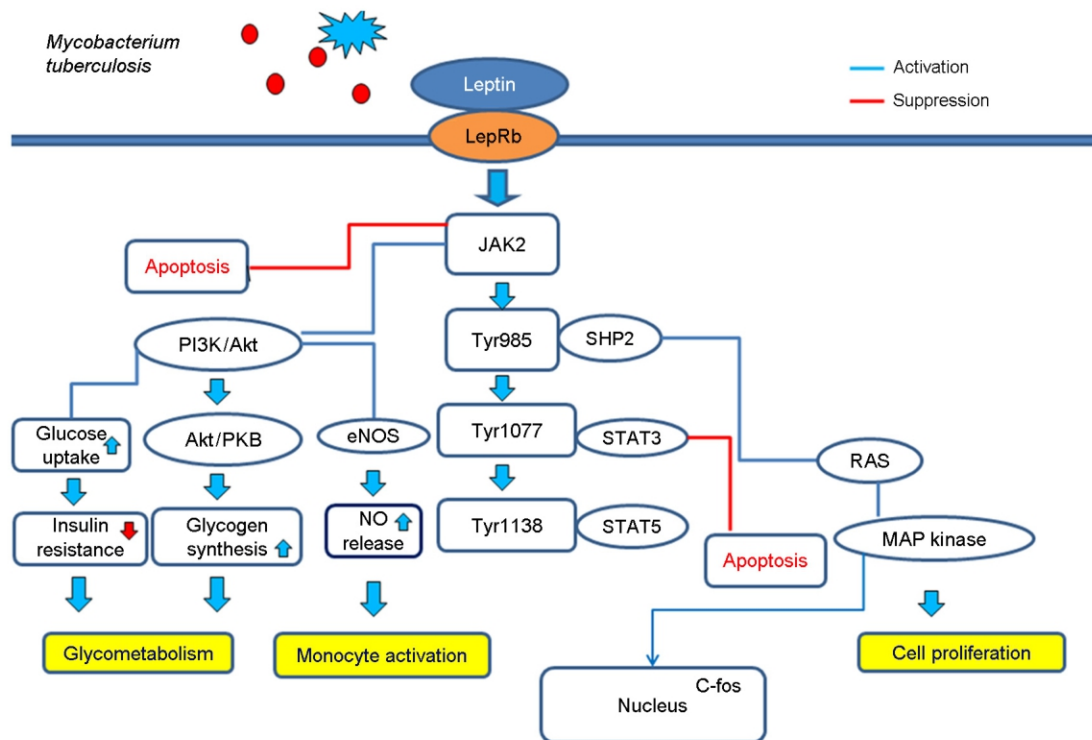 Mycobacterium
tuberculosis
Leptin
Activation
Suppression
LepRb
JAK2
Apoptosis
Tyr985
SHP2
PI3K/Akt
Glucose
uptake
Akt/PKB
eNOS
Tyr1077
STAT3
RAS
Insulin
resistance
Glycogen
synthesis
NO
release
Tyr1138
STAT5
Apoptosis
MAP kinase
Glycometabolism
Monocyte activation
Cell proliferation
C-fos
Nucleus